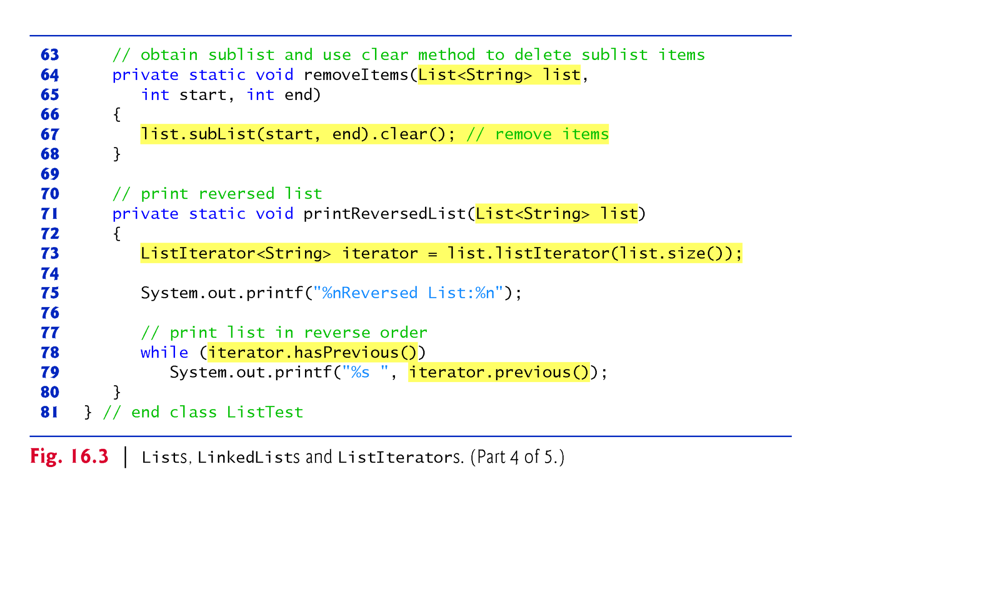 63 // obtain sublist and use clear method to delete sublist items
64 private static void removeItems(List<String> list,
65 int start, int end)
66 {
67 list.subList(start, end).clear(); // remove items
68 }
69
70 // print reversed list
71 private static void printReversedList(List<String> list)
72 {
73 ListIterator<String> iterator = list.listIterator(list.size());
74
75 System.out.printf("%nReversed List:%n");
76
77 // print list in reverse order
78 while (iterator.hasPrevious())
79 System.out.printf("%s ", iterator.previous());
80 }
81 } // end class ListTest
Fig. 16.3 | Lists, LinkedLists and ListIterators. (Part 4 of 5.)